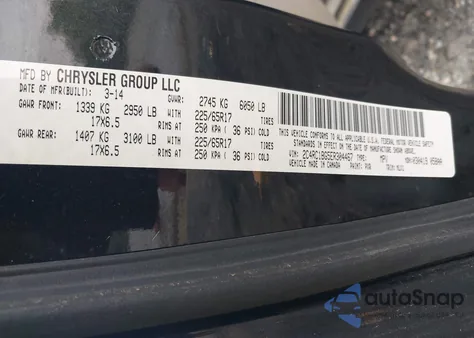 MFD BY CHRYSLER GROUP LLC
DATE OF MFR(BUILT): 3-14 GVWR: 2745 KG 6050 LB
GAWR FRONT: 1339 KG 2950 LB WITH 225/65R17 TIRES
17X6.5 RIMS AT 250 KPA ( 36 PSI) COLD
GAWR REAR: 1407 KG 3100 LB WITH 225/65R17 TIRES
17X6.5 RIMS AT 250 KPA ( 36 PSI) COLD
THIS VEHICLE CONFORMS TO ALL APPLICABLE U.S.A. FEDERAL MOTOR VEHICLE SAFETY
STANDARDS IN EFFECT ON THE DATE OF MANUFACTURE SHOWN ABOVE.
VIN: TYPE: MPV
VEHICLE MADE IN CANADA
autoSnap